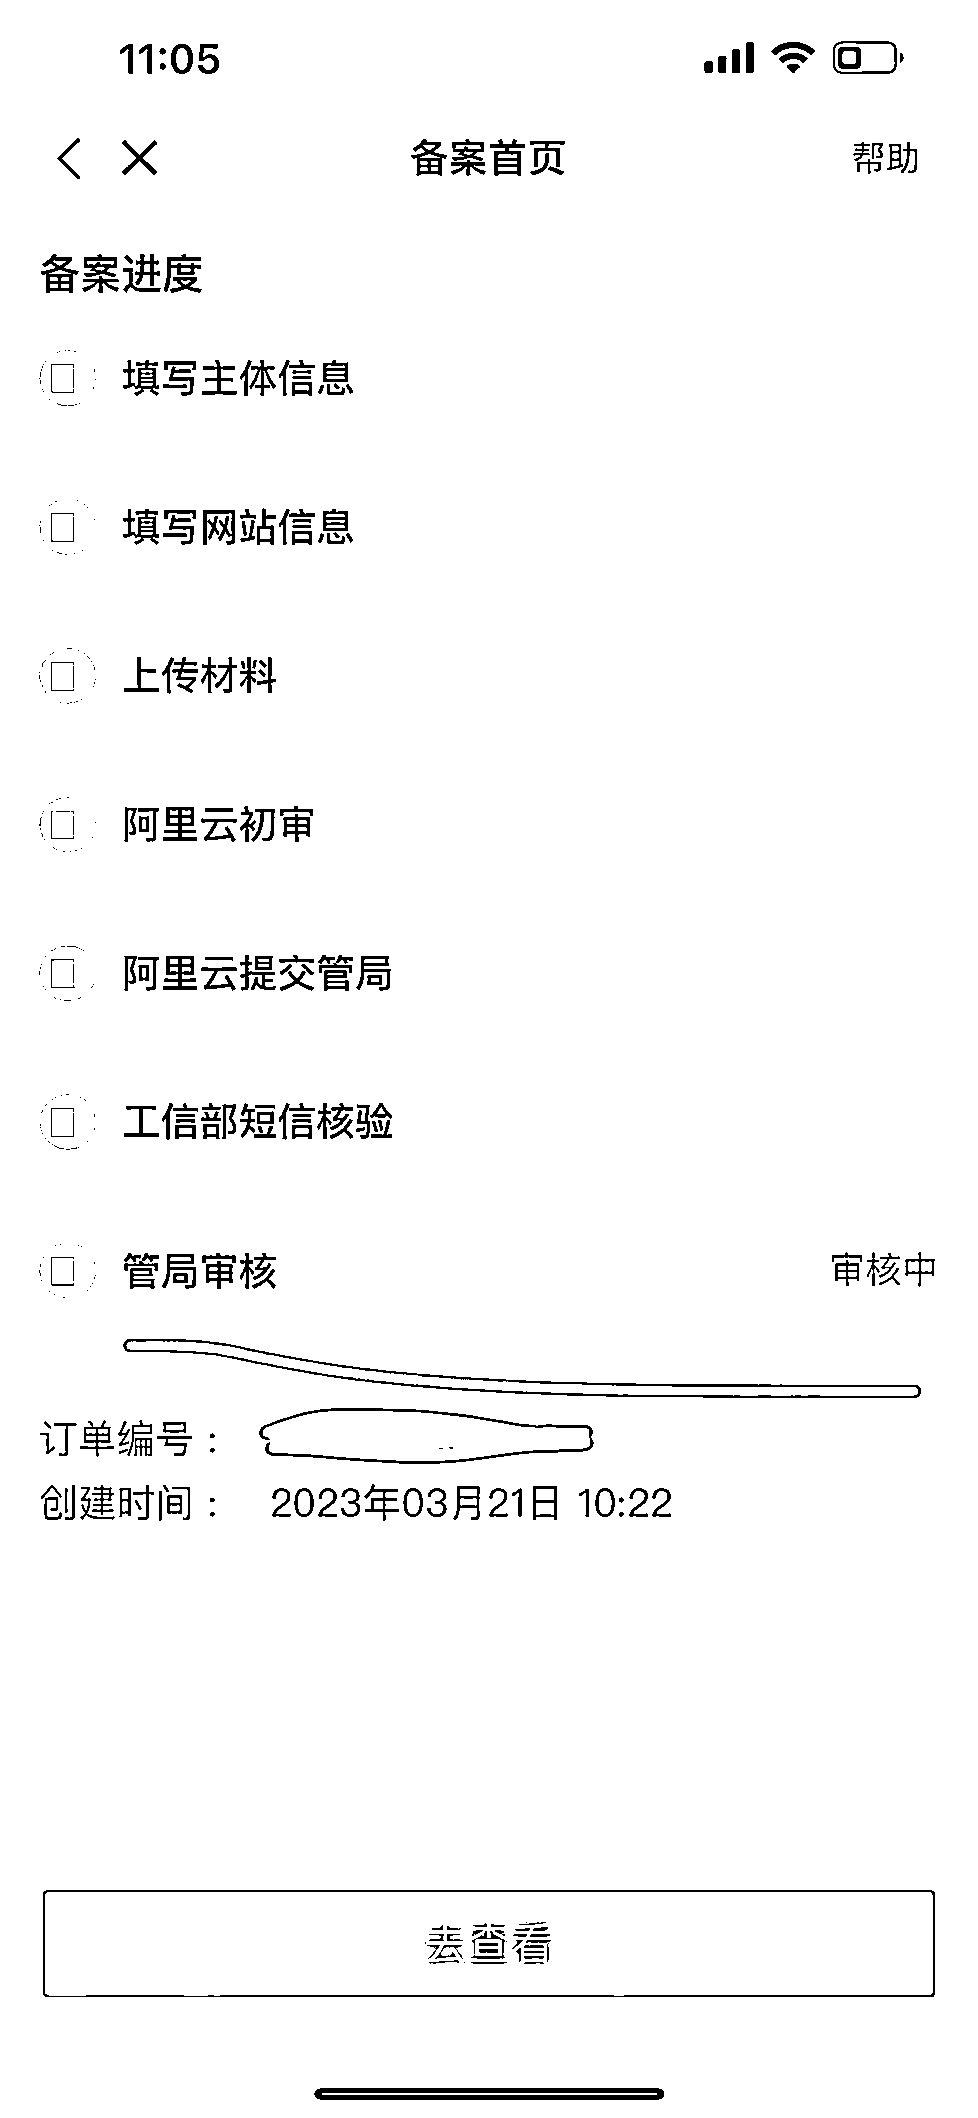 11:05
备案首页
帮助
备案进度
填写主体信息
填写网站信息
上传材料
阿里云初审
阿里云提交管局
工信部短信核验
管局审核
审核中
订单编号：
创建时间： 2023年03月21日 10:22
去查看